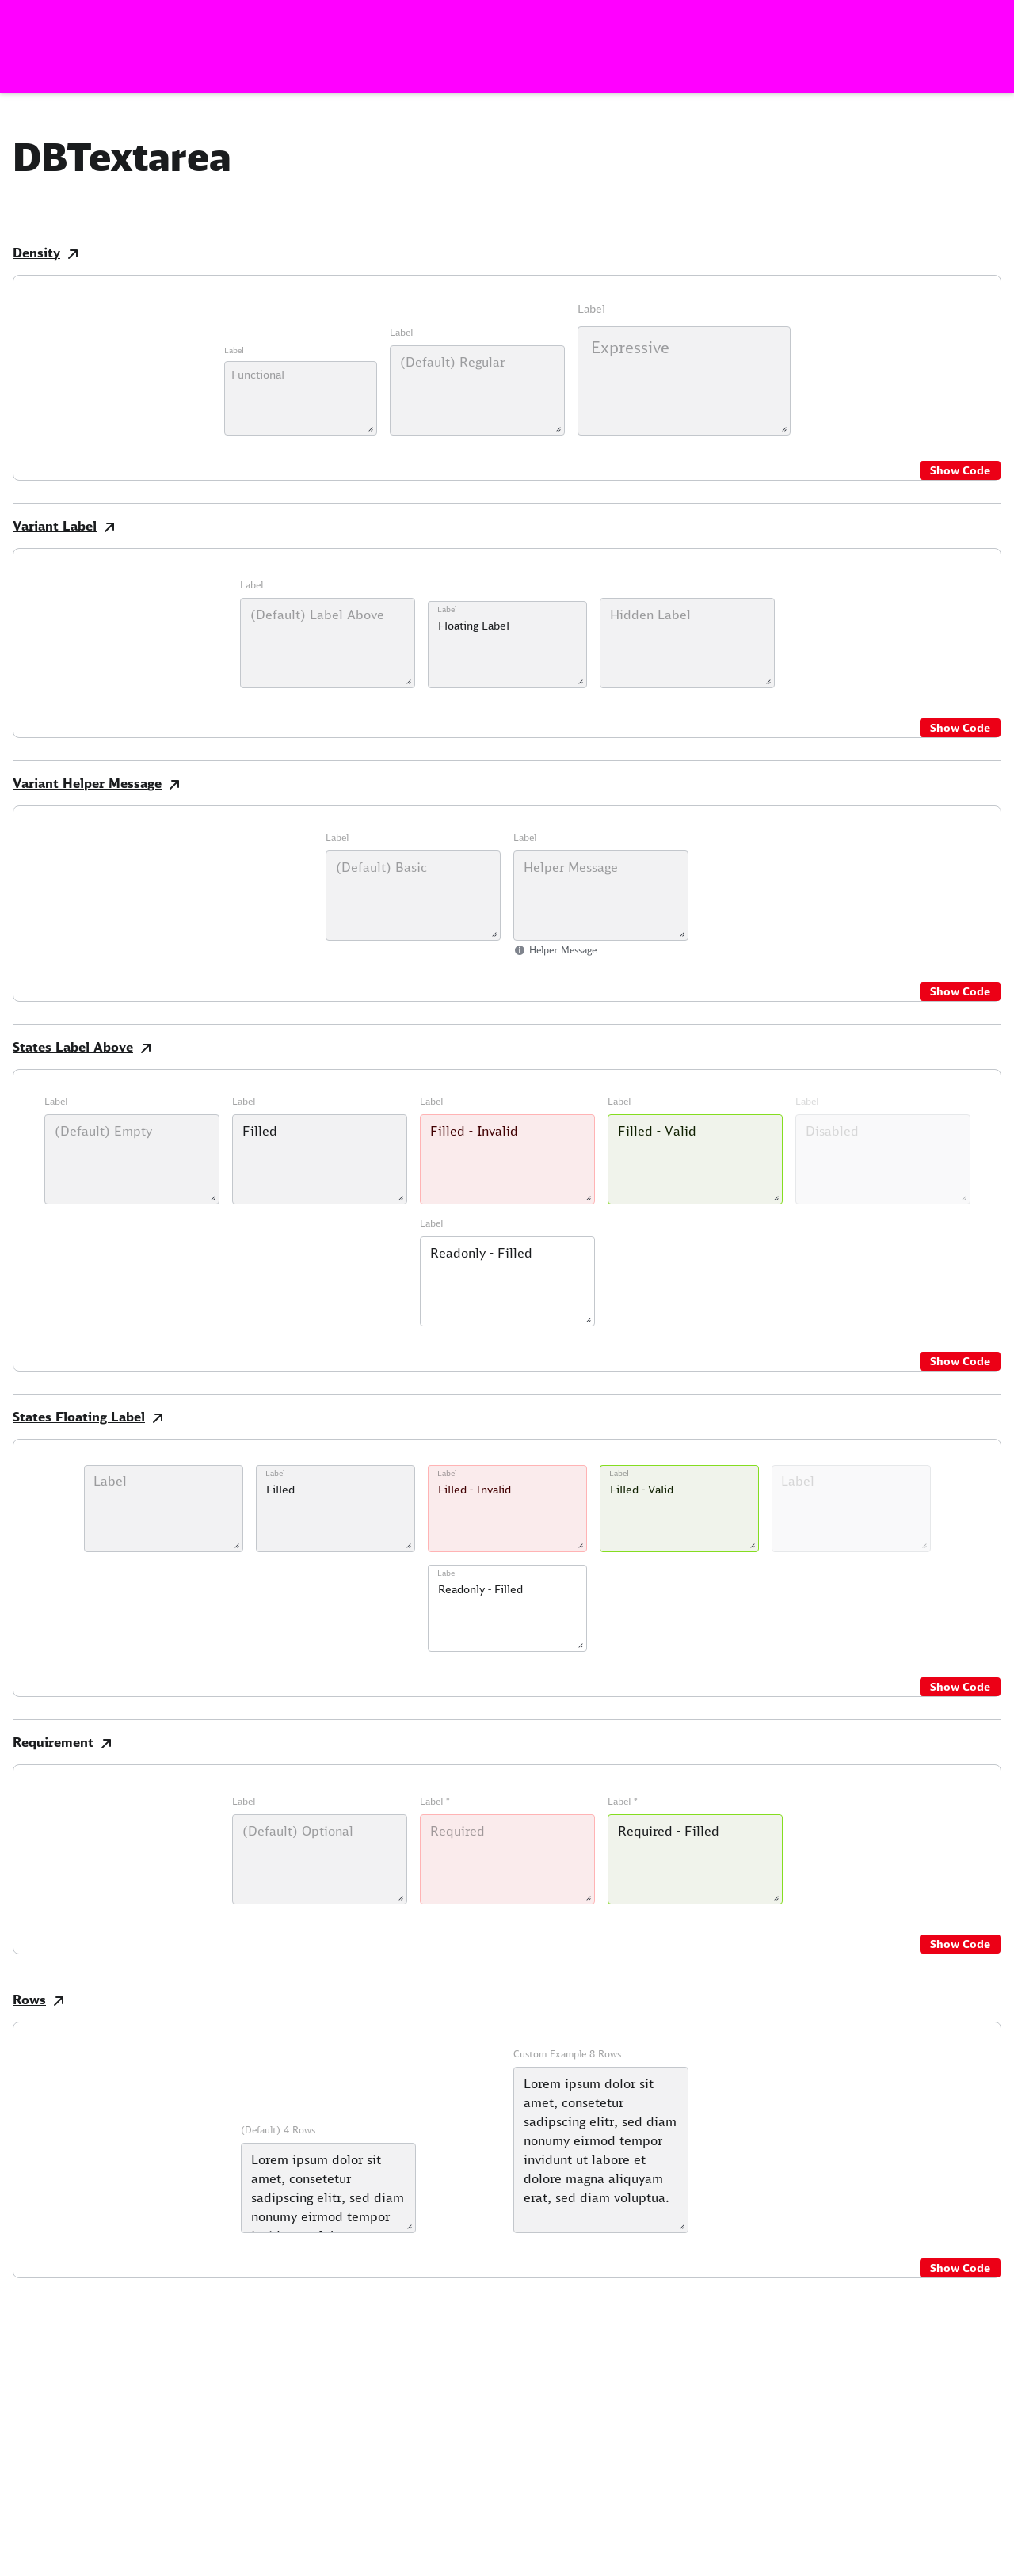 DBTextarea
Density
Label
Functional
Label
(Default) Regular
Label
Expressive
Show Code
Variant Label
Label
(Default) Label Above
Label
Floating Label
Hidden Label
Show Code
Variant Helper Message
Label
(Default) Basic
Label
Helper Message
Helper Message
Show Code
States Label Above
Label
(Default) Empty
Label
Filled
Label
Filled - Invalid
Label
Filled - Valid
Label
Disabled
Label
Readonly - Filled
Show Code
States Floating Label
Label
Label
Filled
Label
Filled - Invalid
Label
Filled - Valid
Label
Label
Readonly - Filled
Show Code
Requirement
Label
(Default) Optional
Label *
Required
Label *
Required - Filled
Show Code
Rows
(Default) 4 Rows
Lorem ipsum dolor sit
amet, consetetur
sadipscing elitr, sed diam
nonumy eirmod tempor
Custom Example 8 Rows
Lorem ipsum dolor sit
amet, consetetur
sadipscing elitr, sed diam
nonumy eirmod tempor
invidunt ut labore et
dolore magna aliquyam
erat, sed diam voluptua.
Show Code